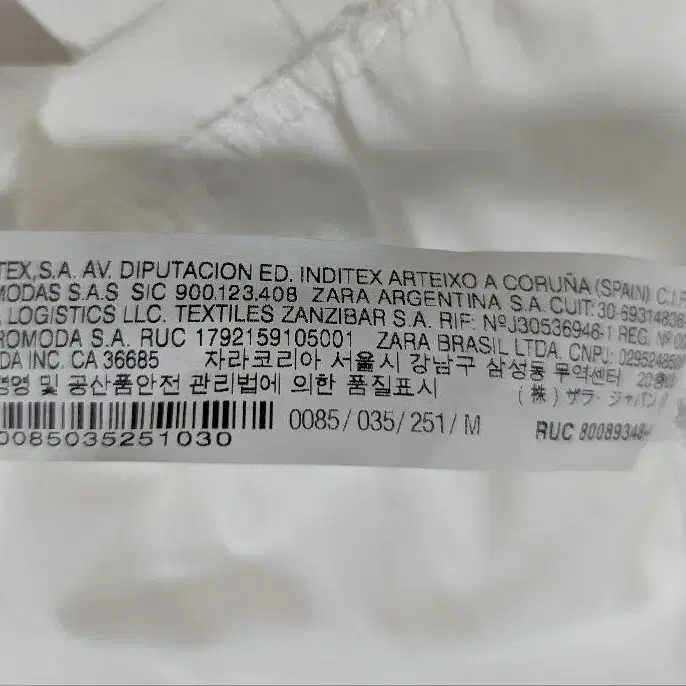 TEX,S.A. AV. DIPUTACION ED. INDITEX ARTEIXO A CORUÑA (SPAIN) C.I.F
MODAS S.A.S SIC 900.123.408 ZARA ARGENTINA S.A. CUIT: 30-69314836-
LOGISTICS LLC. TEXTILES ZANZIBAR S.A. RIF: NºJ30536946-1 REG. Nº 00
ROMODA S.A. RUC 1792159105001 ZARA BRASIL LTDA. CNPJ:
DA INC. CA 36685 자라코리아 서울시 강남구 삼성동 무역센터
명 및 공산품안전 관리법에 의한 품질표시 (株) ザラ・ジャパン
0085035251030 0085/035/251/M RUC